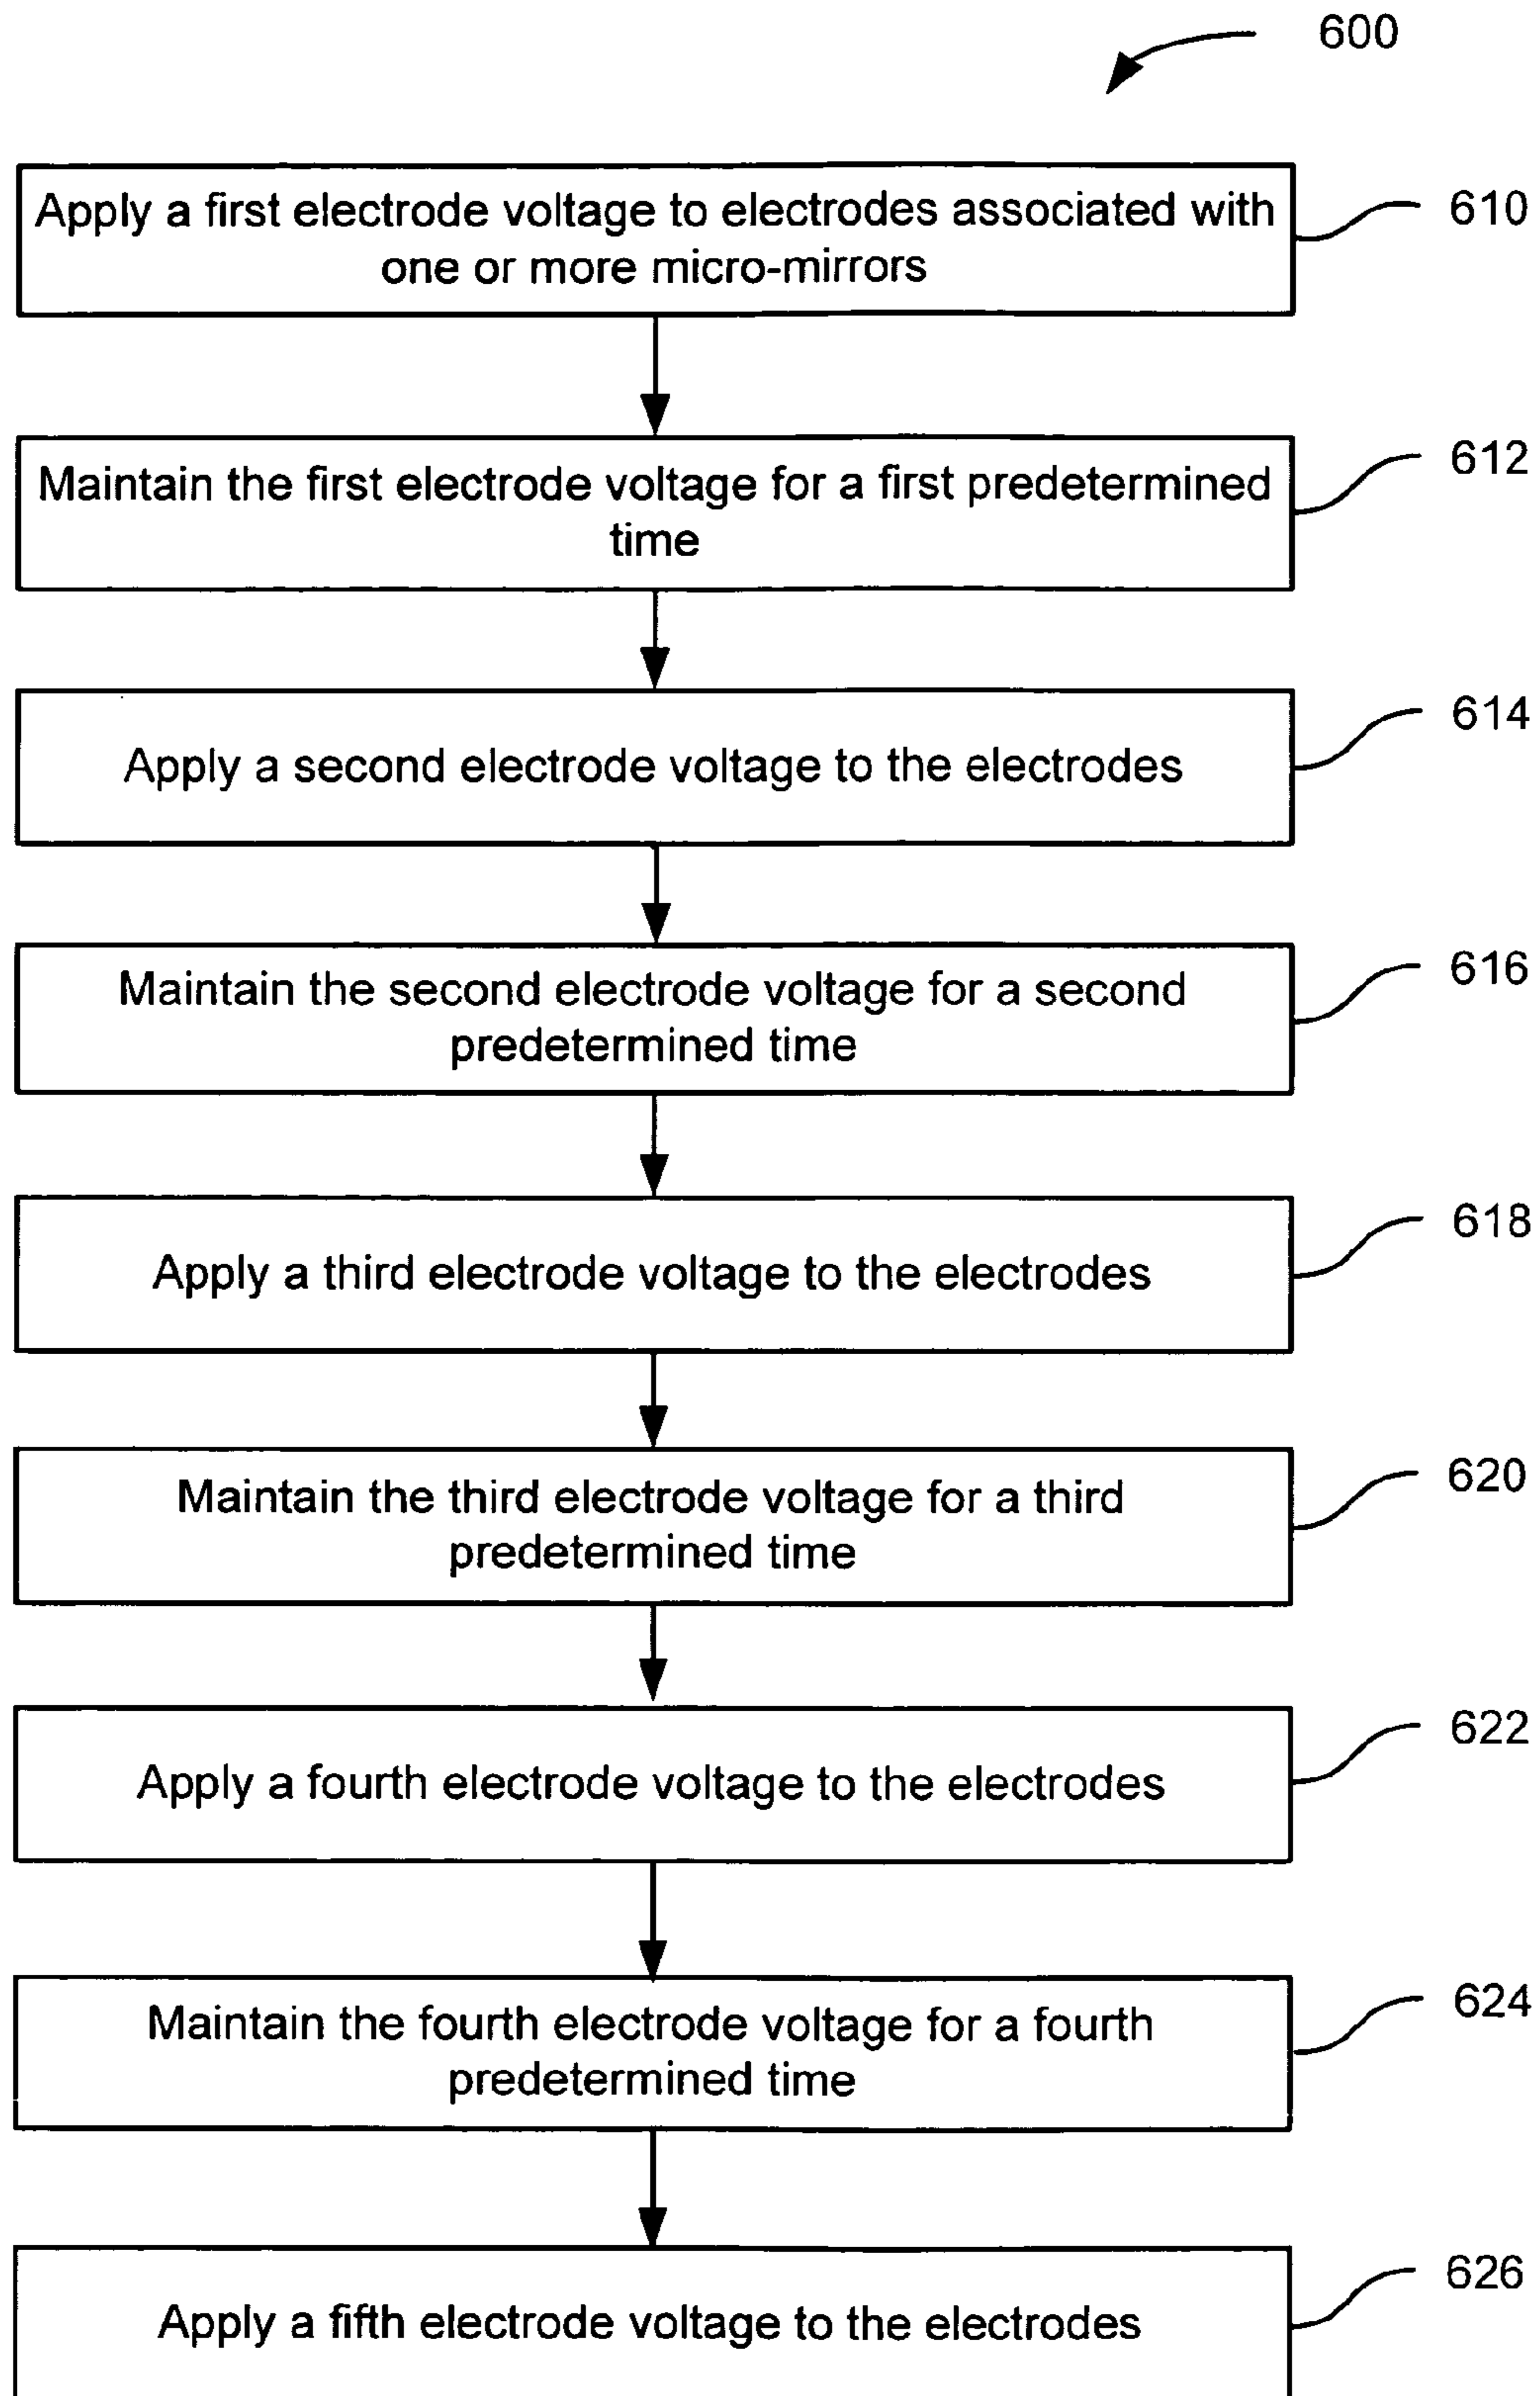 600
Apply a first electrode voltage to electrodes associated with
one or more micro-mirrors
610
Maintain the first electrode voltage for a first predetermined
time
612
Apply a second electrode voltage to the electrodes
614
Maintain the second electrode voltage for a second
predetermined time
616
Apply a third electrode voltage to the electrodes
618
Maintain the third electrode voltage for a third
predetermined time
620
Apply a fourth electrode voltage to the electrodes
622
Maintain the fourth electrode voltage for a fourth
predetermined time
624
Apply a fifth electrode voltage to the electrodes
626